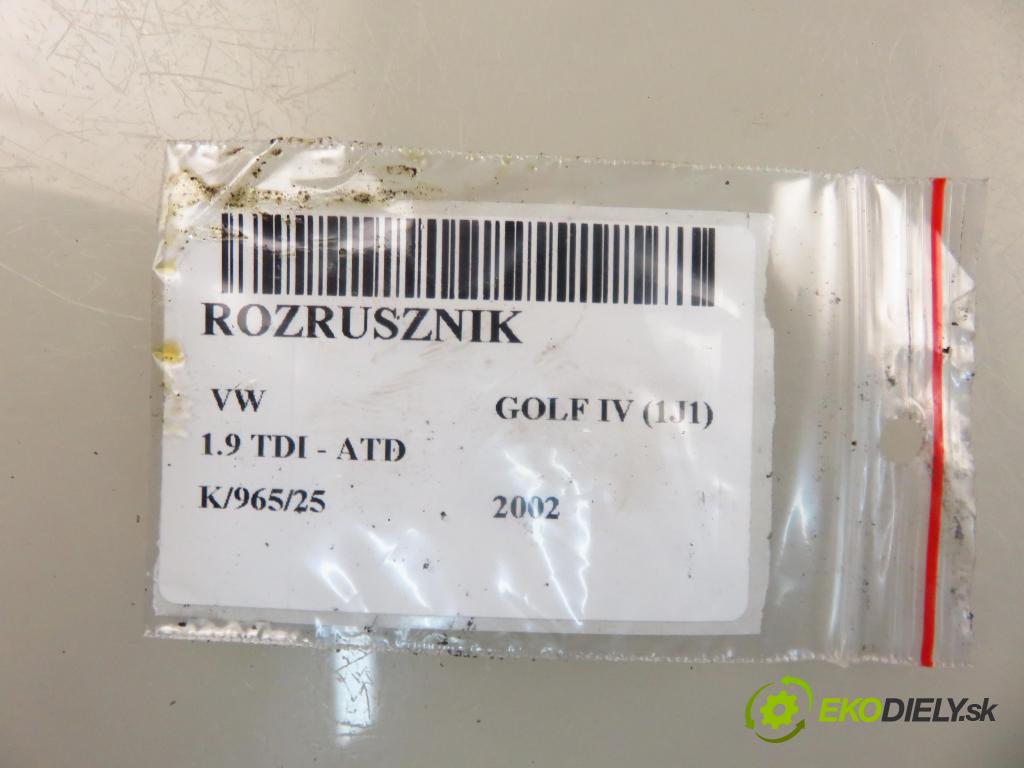 ROZRUSZNIK
VW GOLF IV (1J1)
1.9 TDI - ATD
K/965/25 2002
EKODIELY.sk